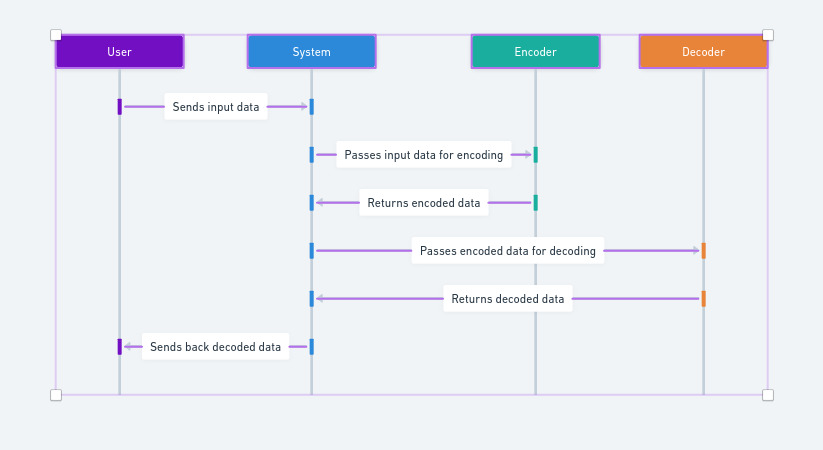 User
System
Encoder
Decoder
Sends input data
Passes input data for encoding
Returns encoded data
Passes encoded data for decoding
Returns decoded data
Sends back decoded data